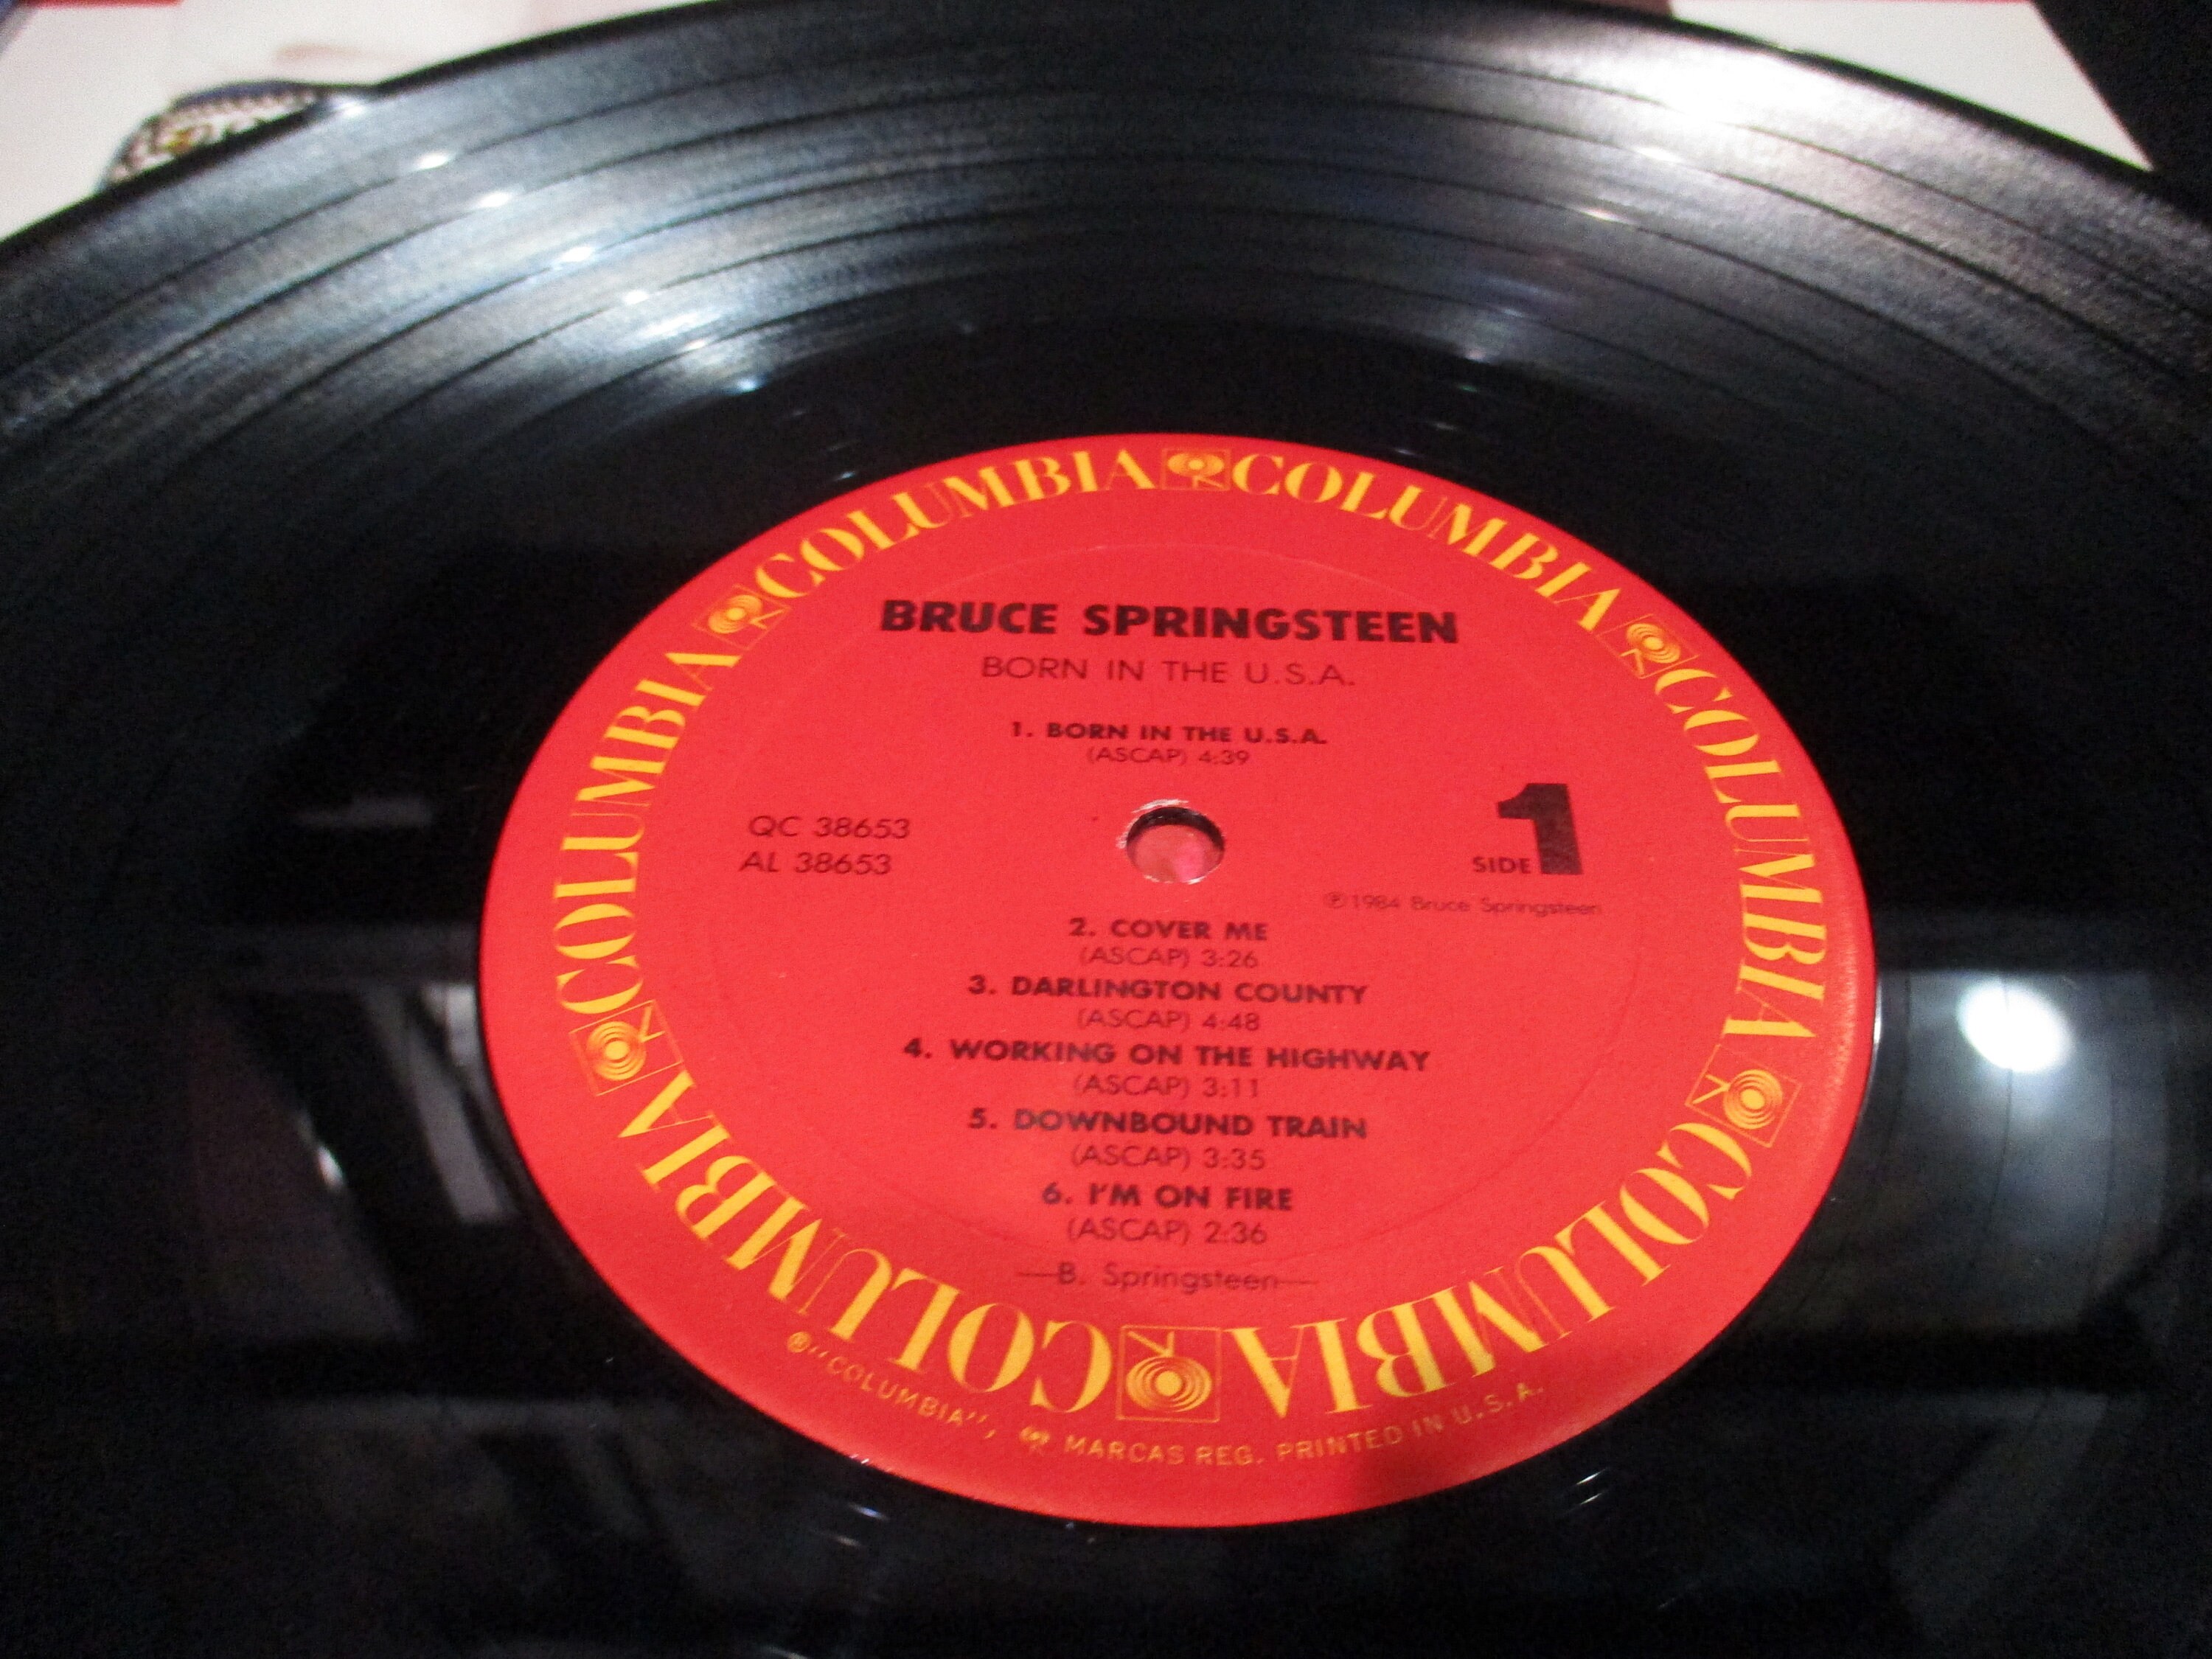 COLUMBIA COLUMBIA COLUMBIA COLUMBIA COLUMBIA COLUMBIA
BRUCE SPRINGSTEEN
BORN IN THE U.S.A.
1. BORN IN THE U.S.A.
(ASCAP) 4:39
QC 38653
AL 38653
SIDE 1
℗1984 Bruce Springsteen
2. COVER ME
(ASCAP) 3:26
3. DARLINGTON COUNTY
(ASCAP) 4:48
4. WORKING ON THE HIGHWAY
(ASCAP) 3:11
5. DOWNBOUND TRAIN
(ASCAP) 3:35
6. I'M ON FIRE
(ASCAP) 2:36
—B. Springsteen—
®"COLUMBIA", MARCAS REG. PRINTED IN U.S.A.